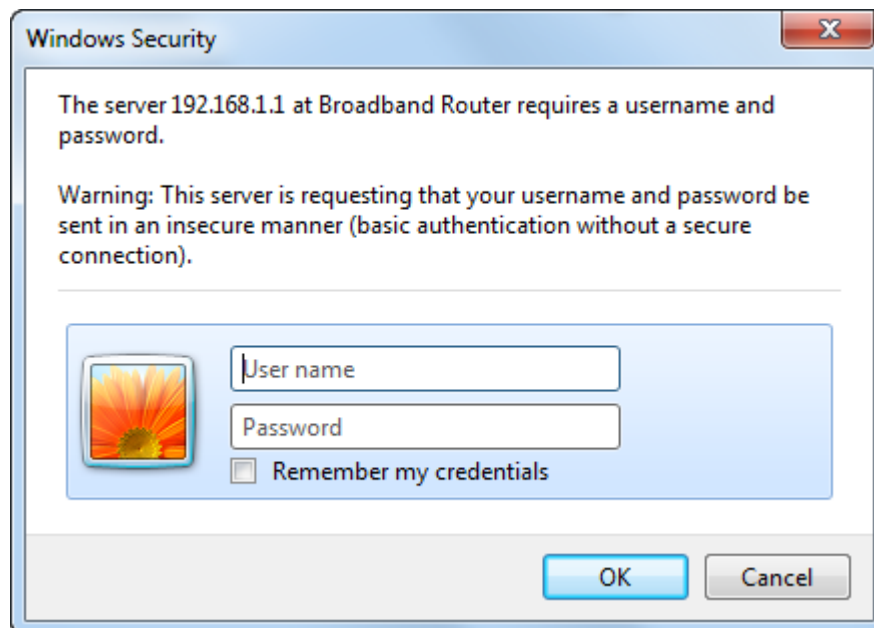 Windows Security
The server 192.168.1.1 at Broadband Router requires a username and
password.
Warning: This server is requesting that your username and password be
sent in an insecure manner (basic authentication without a secure
connection).
User name
Password
Remember my credentials
OK
Cancel